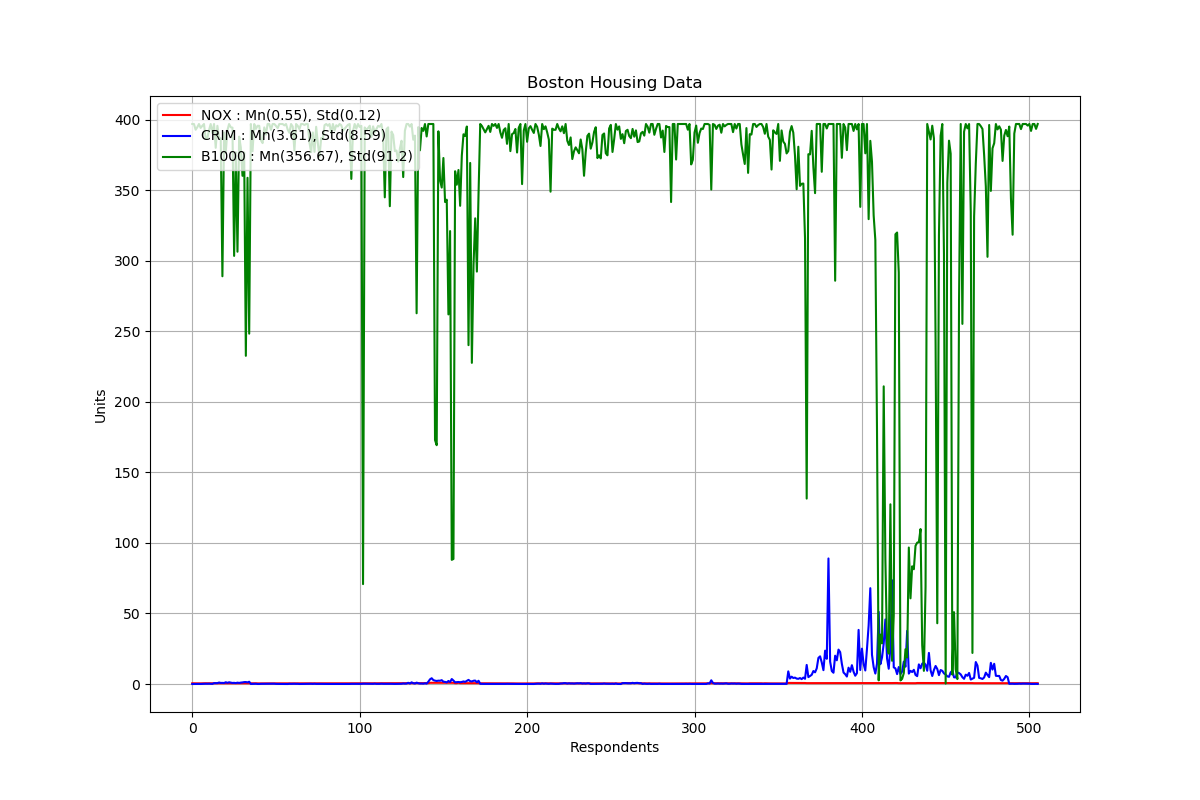 Boston Housing Data
NOX : Mn(0.55), Std(0.12)
CRIM : Mn(3.61), Std(8.59)
B1000 : Mn(356.67), Std(91.2)
400
350
300
250
200
150
100
50
0
Units
0 100 200 300 400 500
Respondents